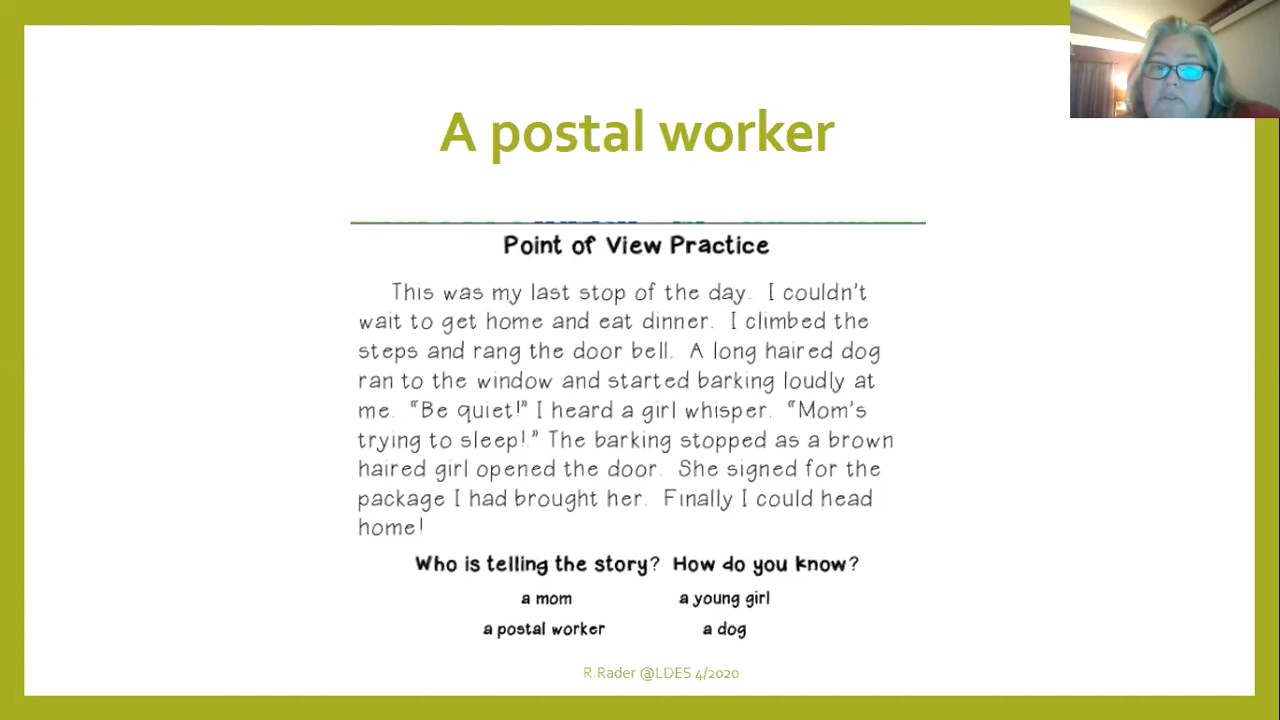 A postal worker
Point of View Practice
This was my last stop of the day. I couldn't
wait to get home and eat dinner. I climbed the
steps and rang the door bell. A long haired dog
ran to the window and started barking loudly at
me. "Be quiet!" I heard a girl whisper. "Mom's
trying to sleep!." The barking stopped as a brown
haired girl opened the door. She signed for the
package I had brought her. Finally I could head
home!
Who is telling the story? How do you know?
a mom a young girl
a postal worker a dog
R.Rader @LDES 4/2020